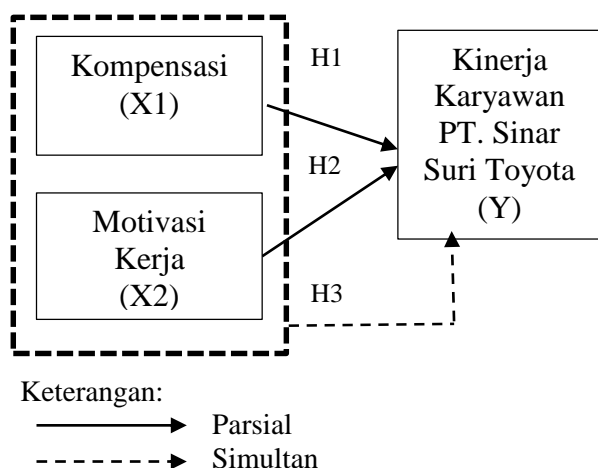 Kompensasi
(X1)
H1
Kinerja
Karyawan
PT. Sinar
Suri Toyota
(Y)
H2
Motivasi
Kerja
(X2)
H3
Keterangan:
Parsial
Simultan